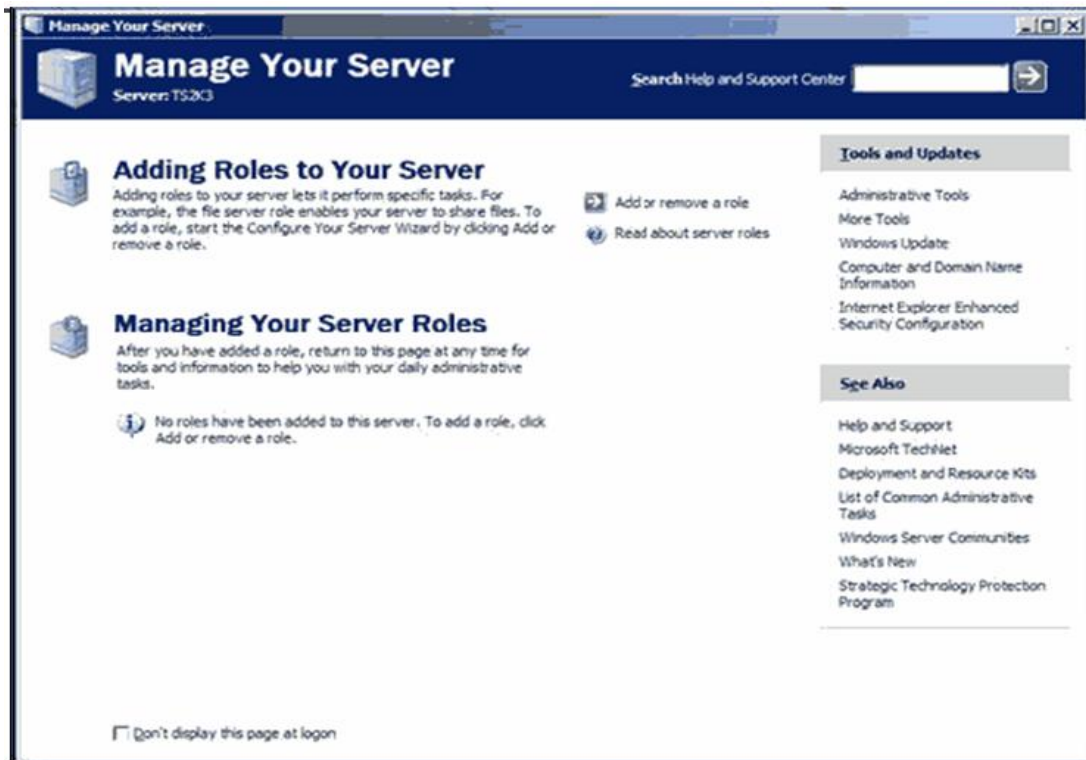 Manage Your Server
Manage Your Server
Server: TS2K3
Search Help and Support Center
Adding Roles to Your Server
Adding roles to your server lets it perform specific tasks. For
example, the file server role enables your server to share files. To
add a role, start the Configure Your Server Wizard by clicking Add or
remove a role.
Add or remove a role
Read about server roles
Managing Your Server Roles
After you have added a role, return to this page at any time for
tools and information to help you with your daily administrative
tasks.
No roles have been added to this server. To add a role, click
Add or remove a role.
Don't display this page at logon
Tools and Updates
Administrative Tools
More Tools
Windows Update
Computer and Domain Name
Information
Internet Explorer Enhanced
Security Configuration
See Also
Help and Support
Microsoft TechNet
Deployment and Resource Kits
List of Common Administrative
Tasks
Windows Server Communities
What's New
Strategic Technology Protection
Program